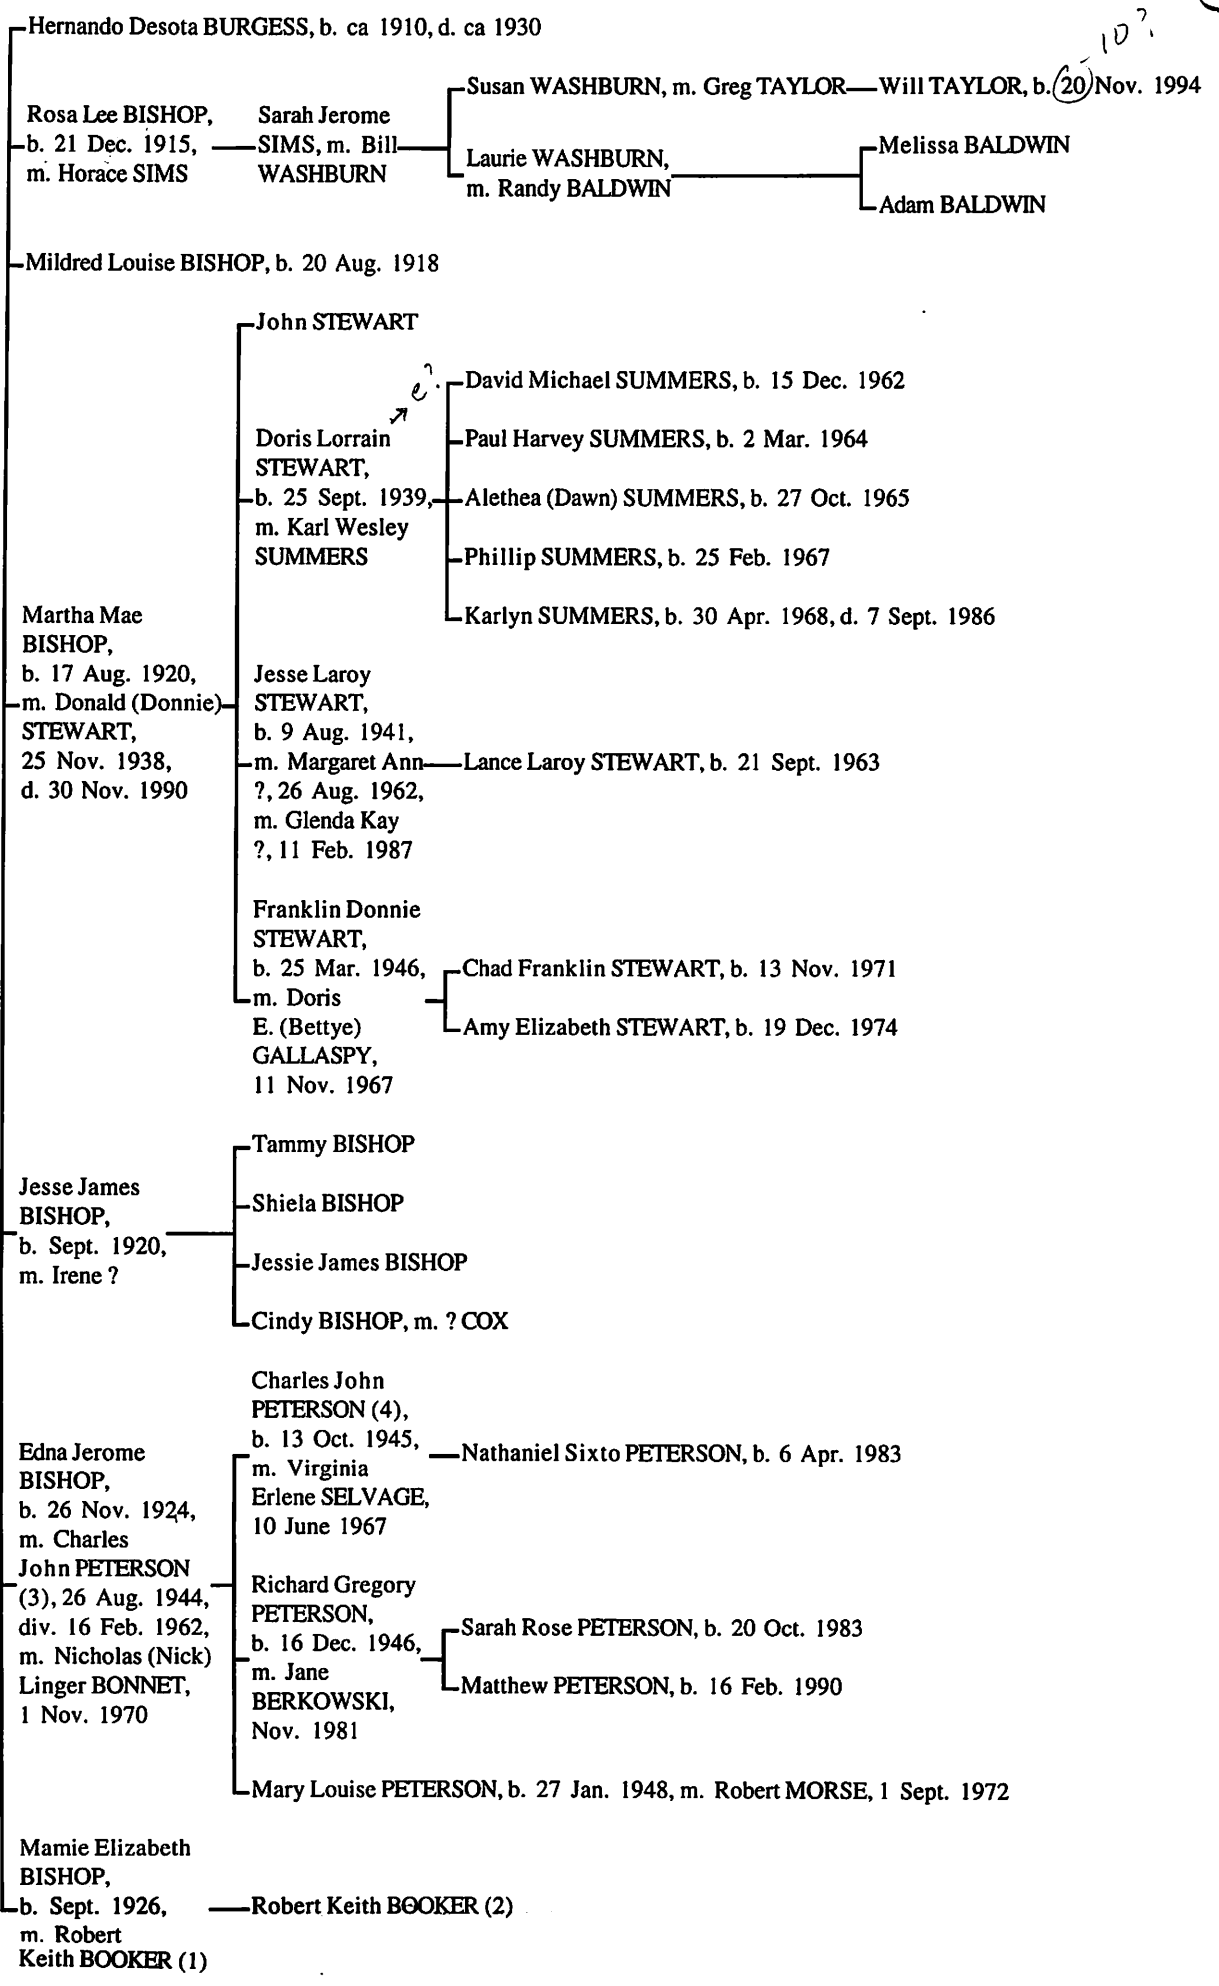 Hernando Desota BURGESS, b. ca 1910, d. ca 1930
Rosa Lee BISHOP,
b. 21 Dec. 1915,
m. Horace SIMS
Sarah Jerome
SIMS, m. Bill
WASHBURN
Susan WASHBURN, m. Greg TAYLOR
Will TAYLOR, b. 20 Nov. 1994
10?
Laurie WASHBURN,
m. Randy BALDWIN
Melissa BALDWIN
Adam BALDWIN
Mildred Louise BISHOP, b. 20 Aug. 1918
Martha Mae
BISHOP,
b. 17 Aug. 1920,
m. Donald (Donnie)
STEWART,
25 Nov. 1938,
d. 30 Nov. 1990
John STEWART
Doris Lorrain
STEWART,
b. 25 Sept. 1939,
m. Karl Wesley
SUMMERS
e?
David Michael SUMMERS, b. 15 Dec. 1962
Paul Harvey SUMMERS, b. 2 Mar. 1964
Alethea (Dawn) SUMMERS, b. 27 Oct. 1965
Phillip SUMMERS, b. 25 Feb. 1967
Karlyn SUMMERS, b. 30 Apr. 1968, d. 7 Sept. 1986
Jesse Laroy
STEWART,
b. 9 Aug. 1941,
m. Margaret Ann
?, 26 Aug. 1962,
m. Glenda Kay
?, 11 Feb. 1987
Lance Laroy STEWART, b. 21 Sept. 1963
Franklin Donnie
STEWART,
b. 25 Mar. 1946,
m. Doris
E. (Bettye)
GALLASPY,
11 Nov. 1967
Chad Franklin STEWART, b. 13 Nov. 1971
Amy Elizabeth STEWART, b. 19 Dec. 1974
Jesse James
BISHOP,
b. Sept. 1920,
m. Irene ?
Tammy BISHOP
Shiela BISHOP
Jessie James BISHOP
Cindy BISHOP, m. ? COX
Edna Jerome
BISHOP,
b. 26 Nov. 1924,
m. Charles
John PETERSON
(3), 26 Aug. 1944,
div. 16 Feb. 1962,
m. Nicholas (Nick)
Linger BONNET,
1 Nov. 1970
Charles John
PETERSON (4),
b. 13 Oct. 1945,
m. Virginia
Erlene SELVAGE,
10 June 1967
Nathaniel Sixto PETERSON, b. 6 Apr. 1983
Richard Gregory
PETERSON,
b. 16 Dec. 1946,
m. Jane
BERKOWSKI,
Nov. 1981
Sarah Rose PETERSON, b. 20 Oct. 1983
Matthew PETERSON, b. 16 Feb. 1990
Mary Louise PETERSON, b. 27 Jan. 1948, m. Robert MORSE, 1 Sept. 1972
Mamie Elizabeth
BISHOP,
b. Sept. 1926,
m. Robert
Keith BOOKER (1)
Robert Keith BOOKER (2)